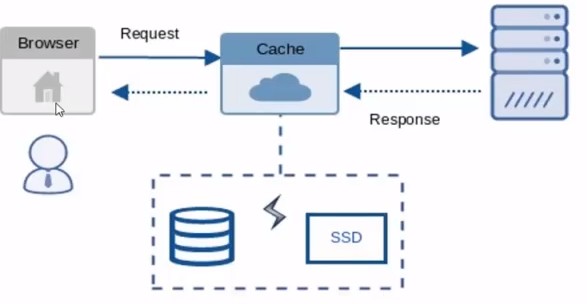 Browser
Request
Cache
Response
SSD